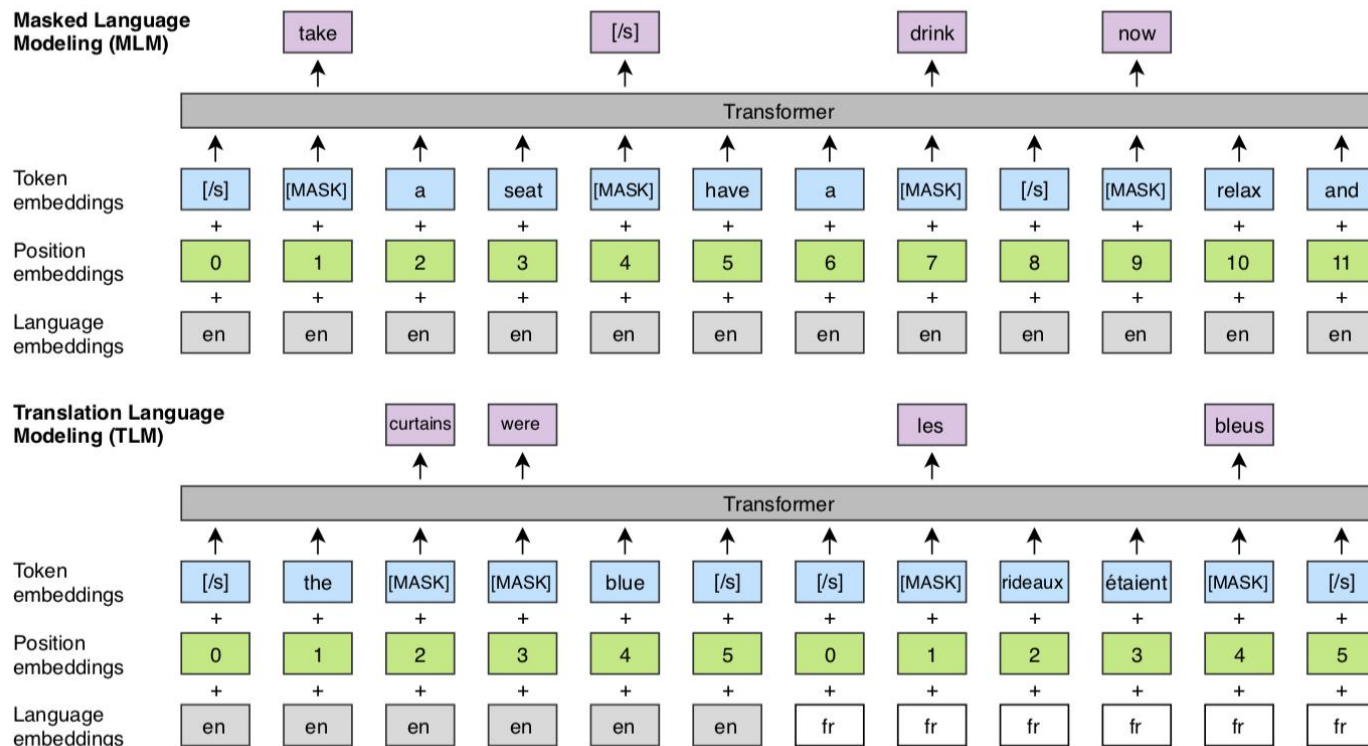 Masked Language
Modeling (MLM)
take [/s] drink now
Transformer
Token
embeddings
[/s] [MASK] a seat [MASK] have a [MASK] [/s] [MASK] relax and
+ + + + + + + + + + + +
Position
embeddings
0 1 2 3 4 5 6 7 8 9 10 11
+ + + + + + + + + + + +
Language
embeddings
en en en en en en en en en en en en
Translation Language
Modeling (TLM)
curtains were les bleus
Transformer
Token
embeddings
[/s] the [MASK] [MASK] blue [/s] [/s] [MASK] rideaux étaient [MASK] [/s]
+ + + + + + + + + + + +
Position
embeddings
0 1 2 3 4 5 0 1 2 3 4 5
+ + + + + + + + + + + +
Language
embeddings
en en en en en en fr fr fr fr fr fr